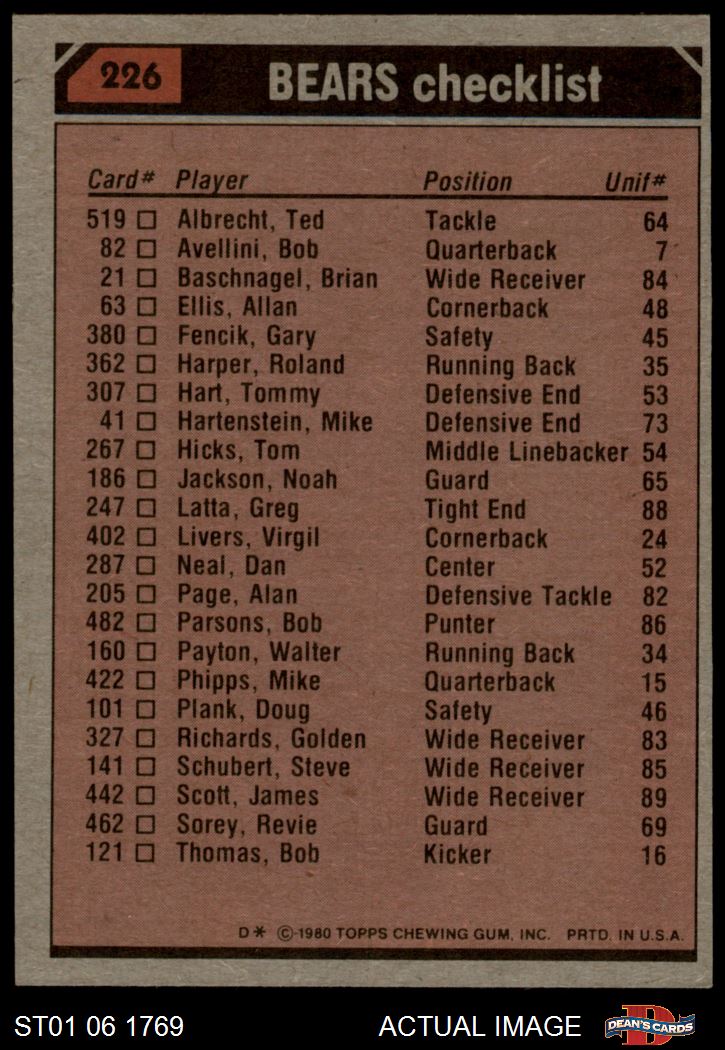 226 BEARS checklist
Card# Player Position Unif#
519 □ Albrecht, Ted Tackle 64
82 □ Avellini, Bob Quarterback 7
21 □ Baschnagel, Brian Wide Receiver 84
63 □ Ellis, Allan Cornerback 48
380 □ Fencik, Gary Safety 45
362 □ Harper, Roland Running Back 35
307 □ Hart, Tommy Defensive End 53
41 □ Hartenstein, Mike Defensive End 73
267 □ Hicks, Tom Middle Linebacker 54
186 □ Jackson, Noah Guard 65
247 □ Latta, Greg Tight End 88
402 □ Livers, Virgil Cornerback 24
287 □ Neal, Dan Center 52
205 □ Page, Alan Defensive Tackle 82
482 □ Parsons, Bob Punter 86
160 □ Payton, Walter Running Back 34
422 □ Phipps, Mike Quarterback 15
101 □ Plank, Doug Safety 46
327 □ Richards, Golden Wide Receiver 83
141 □ Schubert, Steve Wide Receiver 85
442 □ Scott, James Wide Receiver 89
462 □ Sorey, Revie Guard 69
121 □ Thomas, Bob Kicker 16
D* © 1980 TOPPS CHEWING GUM, INC. PRTD. IN U.S.A.
ST01 06 1769 ACTUAL IMAGE D DEAN'S CARDS